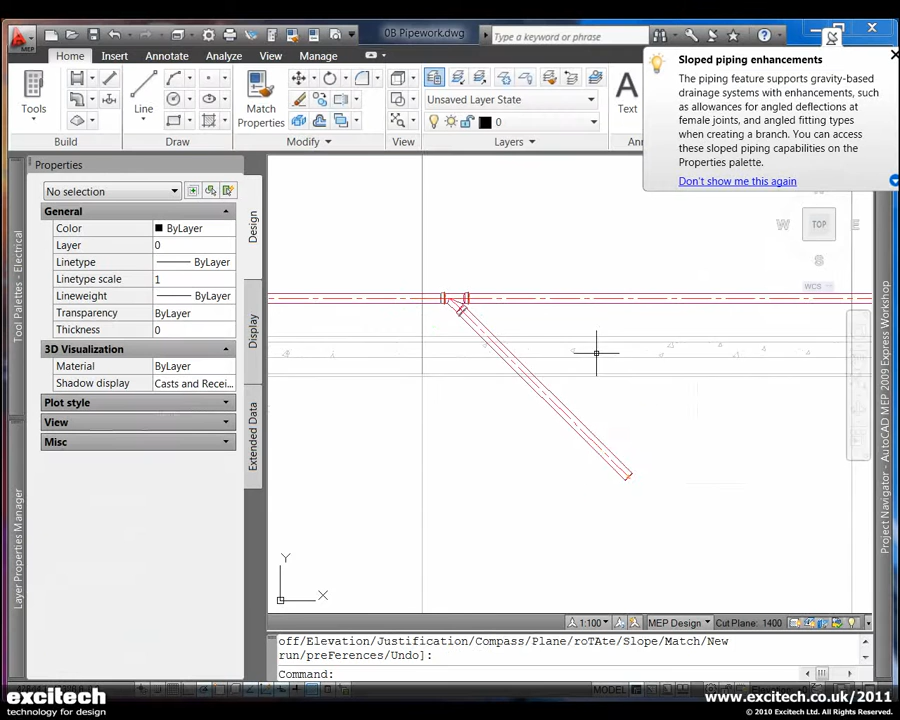 0B Pipework.dwg
Type a keyword or phrase
MEP
Home
Insert
Annotate
Analyze
View
Manage
Tools
Line
Match
Properties
Unsaved Layer State
0
Text
Build
Draw
Modify
View
Layers
Sloped piping enhancements
The piping feature supports gravity-based
drainage systems with enhancements, such
as allowances for angled deflections at
female joints, and angled fitting types
when creating a branch. You can access
these sloped piping capabilities on the
Properties palette.
Don't show me this again
Properties
No selection
General
Color ByLayer
Layer 0
Linetype ByLayer
Linetype scale 1
Lineweight ByLayer
Transparency ByLayer
Thickness 0
3D Visualization
Material ByLayer
Shadow display Casts and Recei...
Plot style
View
Misc
Design
Display
Extended Data
Tool Palettes - Electrical
Layer Properties Manager
Project Navigator - AutoCAD MEP 2009 Express Workshop
W TOP E
S
WCS
Y
X
1:100
MEP Design
Cut Plane: 1400
off/Elevation/Justification/Compass/Plane/roTAte/Slope/Match/New
run/preFerences/Undo]:
Command:
MODEL
excitech
technology for design
www.excitech.co.uk/2011
© 2010 Excitech Ltd. All Rights Reserved.